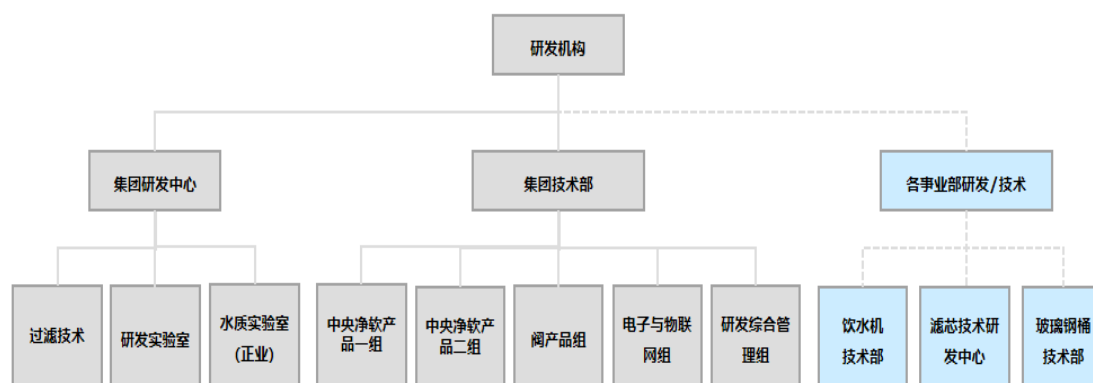 研发机构
集团研发中心
集团技术部
各事业部研发/技术
过滤技术
研发实验室
水质实验室
(正业)
中央净软产
品一组
中央净软产
品二组
阀产品组
电子与物联
网组
研发综合管
理组
饮水机
技术部
滤芯技术研
发中心
玻璃钢桶
技术部